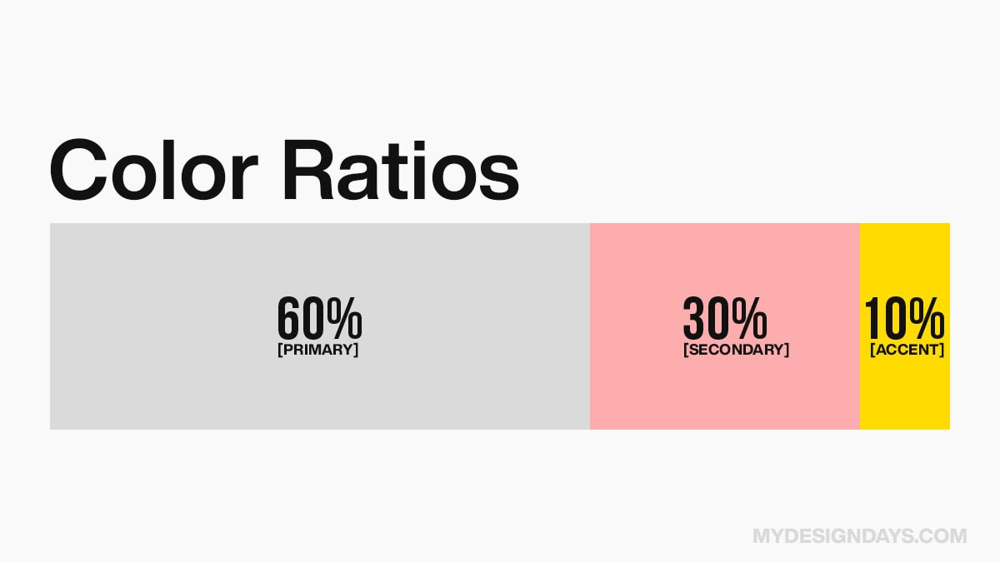 Color Ratios
60%
[PRIMARY]
30%
[SECONDARY]
10%
[ACCENT]
MYDESIGNDAYS.COM